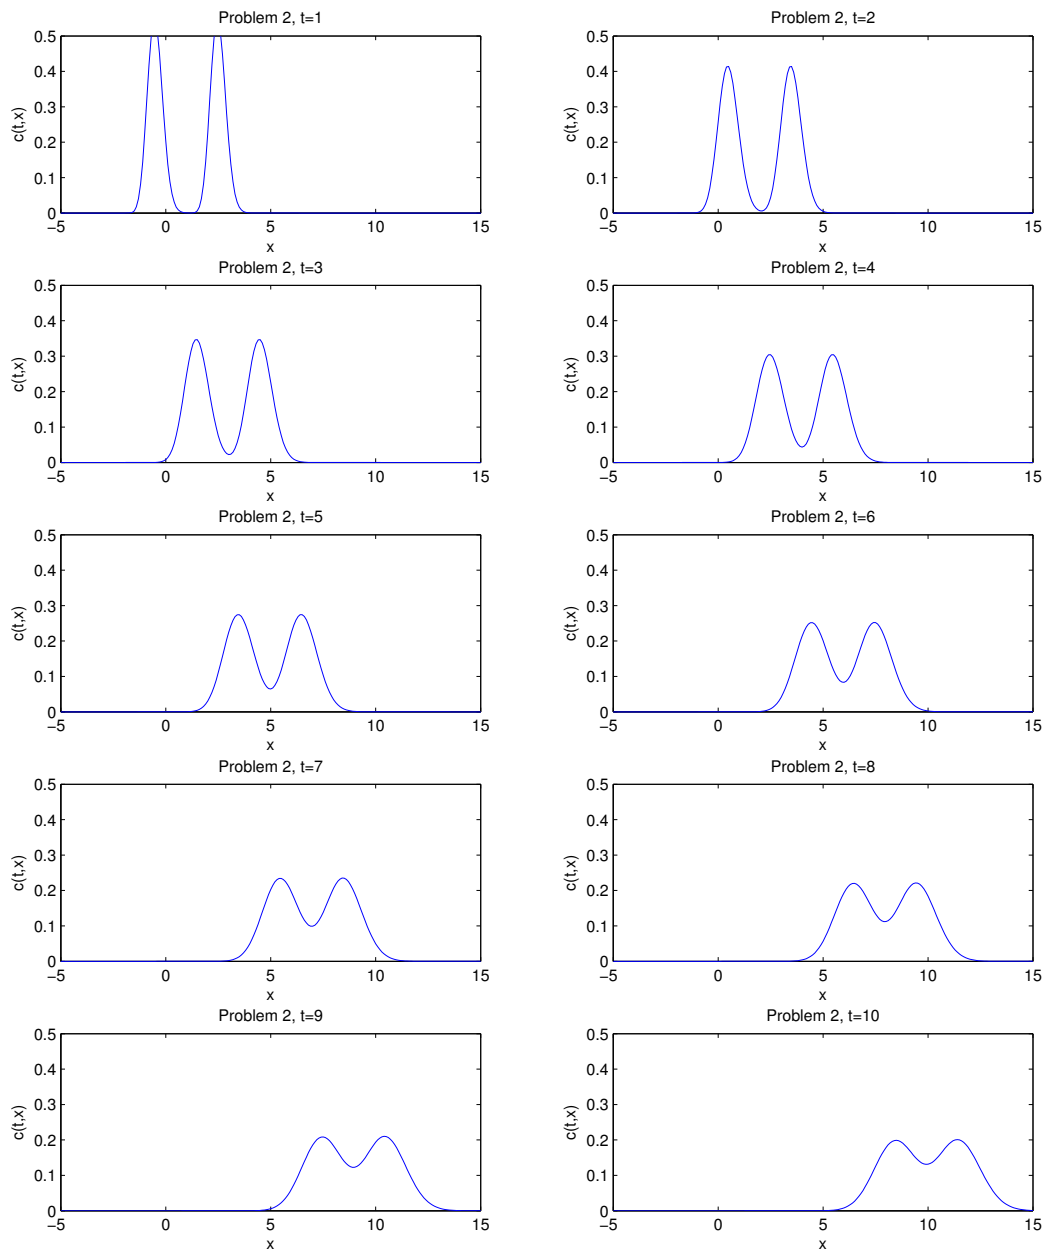 Problem 2, t=1
0.5
0.4
0.3
0.2
0.1
0
c(t,x)
−5 0 5 10 15
x
Problem 2, t=2
0.5
0.4
0.3
0.2
0.1
0
c(t,x)
−5 0 5 10 15
x
Problem 2, t=3
0.5
0.4
0.3
0.2
0.1
0
c(t,x)
−5 0 5 10 15
x
Problem 2, t=4
0.5
0.4
0.3
0.2
0.1
0
c(t,x)
−5 0 5 10 15
x
Problem 2, t=5
0.5
0.4
0.3
0.2
0.1
0
c(t,x)
−5 0 5 10 15
x
Problem 2, t=6
0.5
0.4
0.3
0.2
0.1
0
c(t,x)
−5 0 5 10 15
x
Problem 2, t=7
0.5
0.4
0.3
0.2
0.1
0
c(t,x)
−5 0 5 10 15
x
Problem 2, t=8
0.5
0.4
0.3
0.2
0.1
0
c(t,x)
−5 0 5 10 15
x
Problem 2, t=9
0.5
0.4
0.3
0.2
0.1
0
c(t,x)
−5 0 5 10 15
x
Problem 2, t=10
0.5
0.4
0.3
0.2
0.1
0
c(t,x)
−5 0 5 10 15
x